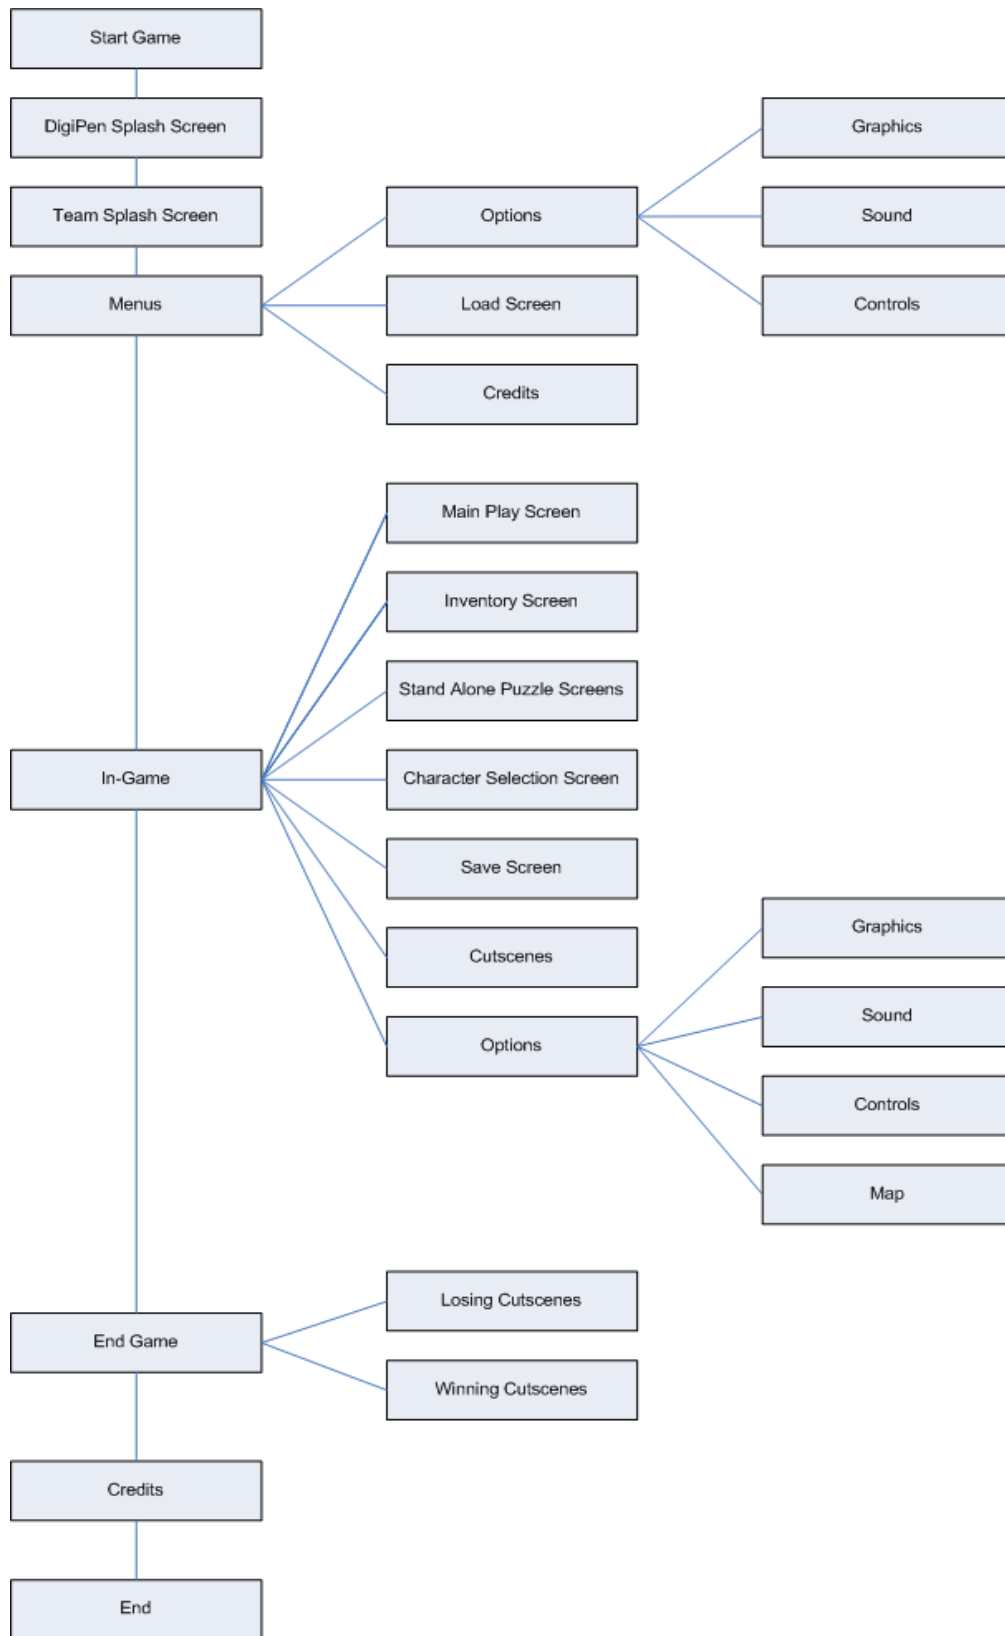 Start Game
DigiPen Splash Screen
Graphics
Team Splash Screen
Options
Sound
Menus
Load Screen
Controls
Credits
Main Play Screen
Inventory Screen
Stand Alone Puzzle Screens
In-Game
Character Selection Screen
Save Screen
Graphics
Cutscenes
Sound
Options
Controls
Map
Losing Cutscenes
End Game
Winning Cutscenes
Credits
End